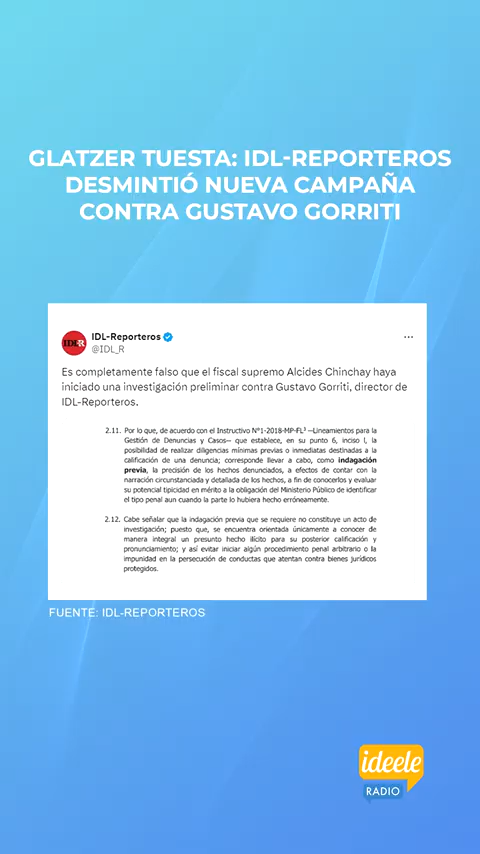 GLATZER TUESTA: IDL-REPORTEROS
DESMINTIÓ NUEVA CAMPAÑA
CONTRA GUSTAVO GORRITI
IDL-Reporteros
@IDL_R
IDLR
Es completamente falso que el fiscal supremo Alcides Chinchay haya
iniciado una investigación preliminar contra Gustavo Gorriti, director de
IDL-Reporteros.
2.11. Por lo que, de acuerdo con el Instructivo N°1-2018-MP-FL³ —Lineamientos para la
Gestión de Denuncias y Casos— que establece, en su punto 6, inciso l, la
posibilidad de realizar diligencias mínimas previas o inmediatas destinadas a la
calificación de una denuncia; corresponde llevar a cabo, como indagación
previa, la precisión de los hechos denunciados, a efectos de contar con la
narración circunstanciada y detallada de los hechos, a fin de conocerlos y evaluar
su potencial tipicidad en mérito a la obligación del Ministerio Público de identificar
el tipo penal aun cuando la parte lo hubiera hecho erróneamente.
2.12. Cabe señalar que la indagación previa que se requiere no constituye un acto de
investigación; puesto que, se encuentra orientada únicamente a conocer de
manera integral un presunto hecho ilícito para su posterior calificación y
pronunciamiento; y así evitar iniciar algún procedimiento penal arbitrario o la
impunidad en la persecución de conductas que atentan contra bienes jurídicos
protegidos.
FUENTE: IDL-REPORTEROS
ideele
RADIO